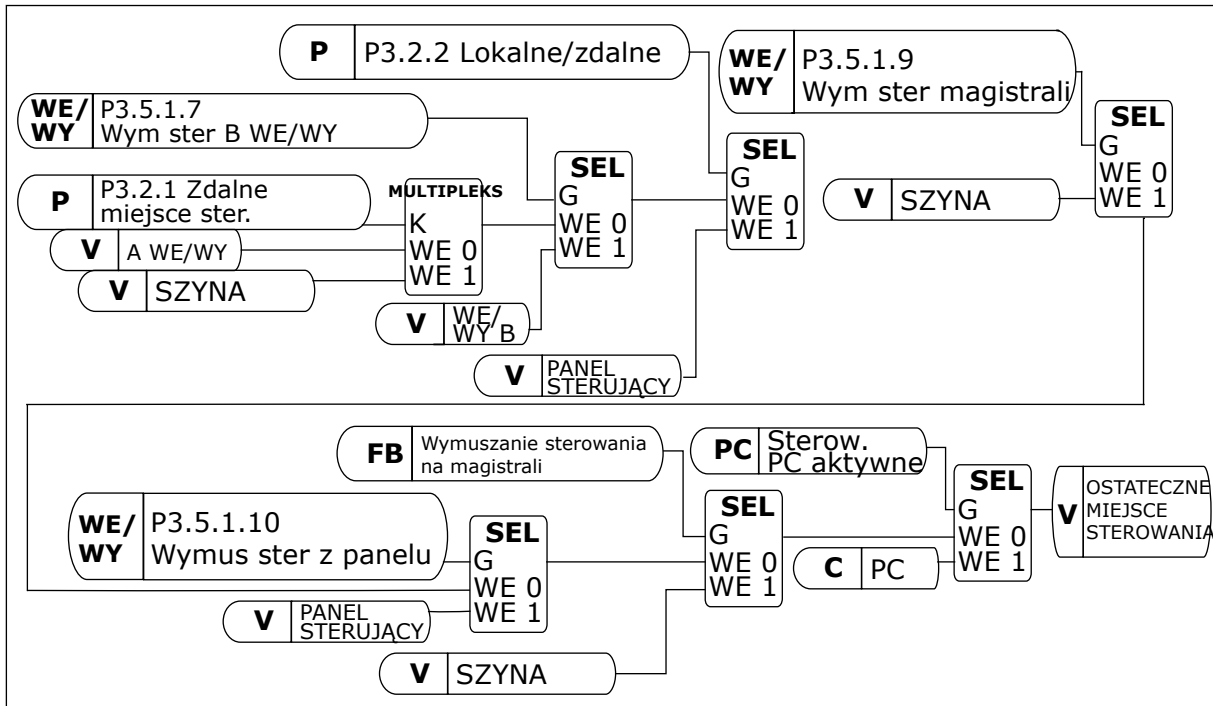 P P3.2.2 Lokalne/zdalne
WE/
WY
P3.5.1.9
Wym ster magistrali
WE/
WY
P3.5.1.7
Wym ster B WE/WY
SEL
G
WE 0
WE 1
SEL
G
WE 0
WE 1
SEL
G
WE 0
WE 1
P
P3.2.1 Zdalne
miejsce ster.
MULTIPLEKS
K
WE 0
WE 1
V SZYNA
V A WE/WY
V SZYNA
V
WE/
WY B
V
PANEL
STERUJĄCY
FB
Wymuszanie sterowania
na magistrali
PC
Sterow.
PC aktywne
WE/
WY
P3.5.1.10
Wymus ster z panelu
SEL
G
WE 0
WE 1
SEL
G
WE 0
WE 1
SEL
G
WE 0
WE 1
V
OSTATECZNE
MIEJSCE
STEROWANIA
C PC
V
PANEL
STERUJĄCY
V SZYNA